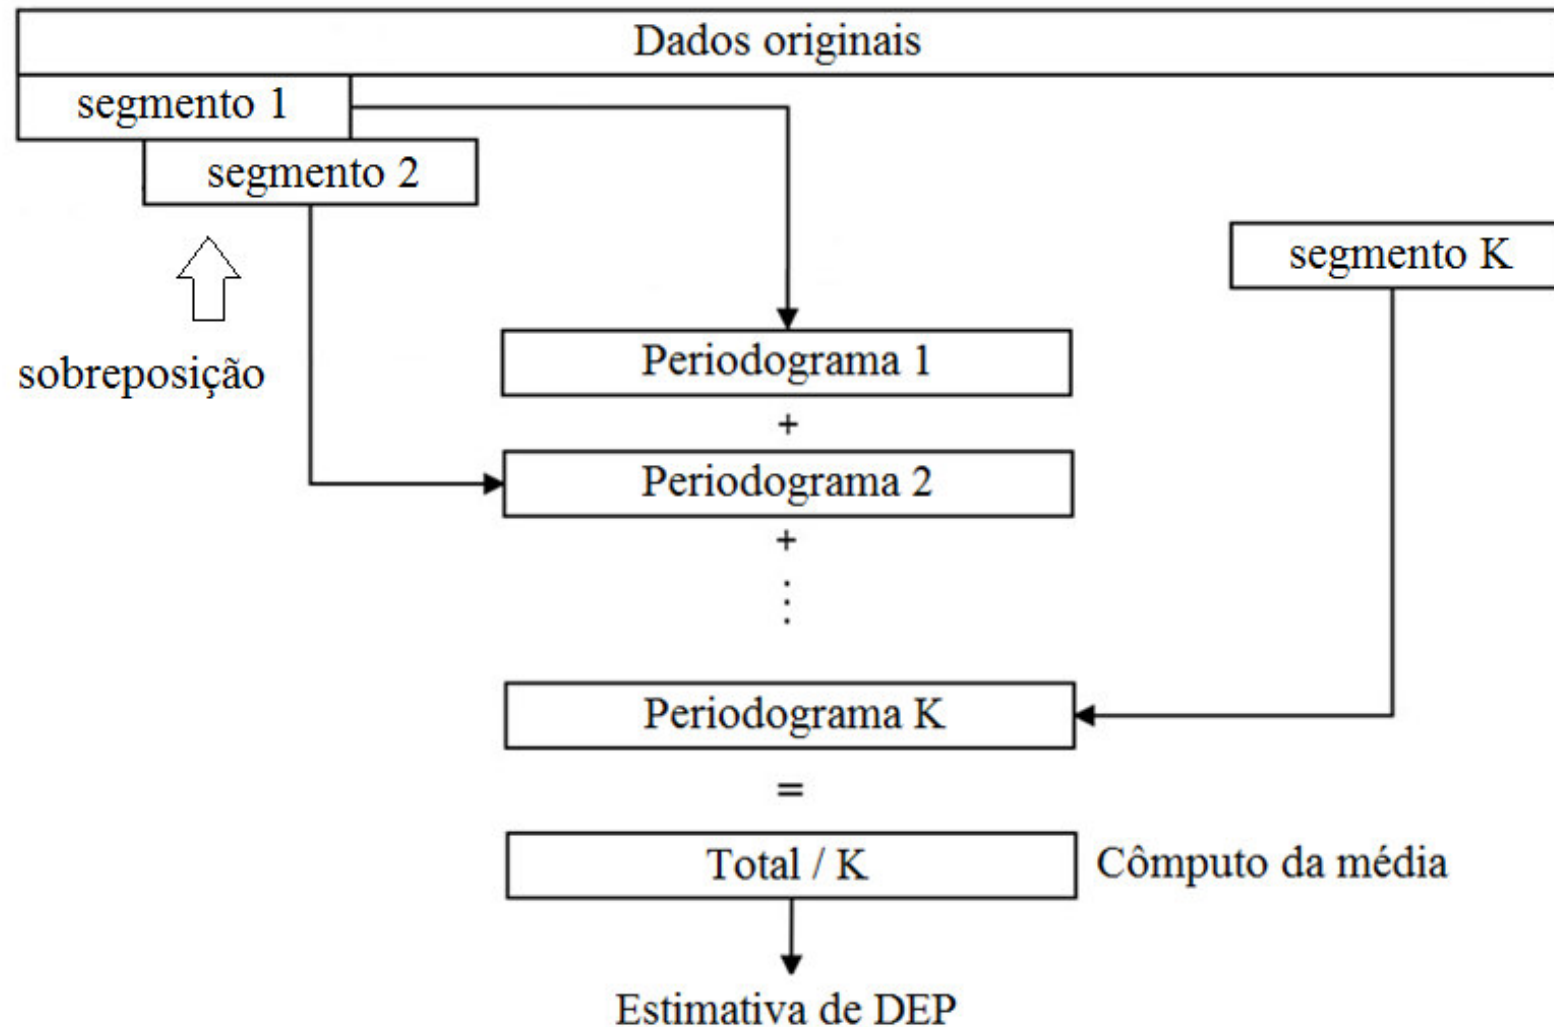 Dados originais
segmento 1
segmento 2
segmento K
sobreposição
Periodograma 1
+
Periodograma 2
+
⋮
Periodograma K
=
Total / K
Cômputo da média
Estimativa de DEP